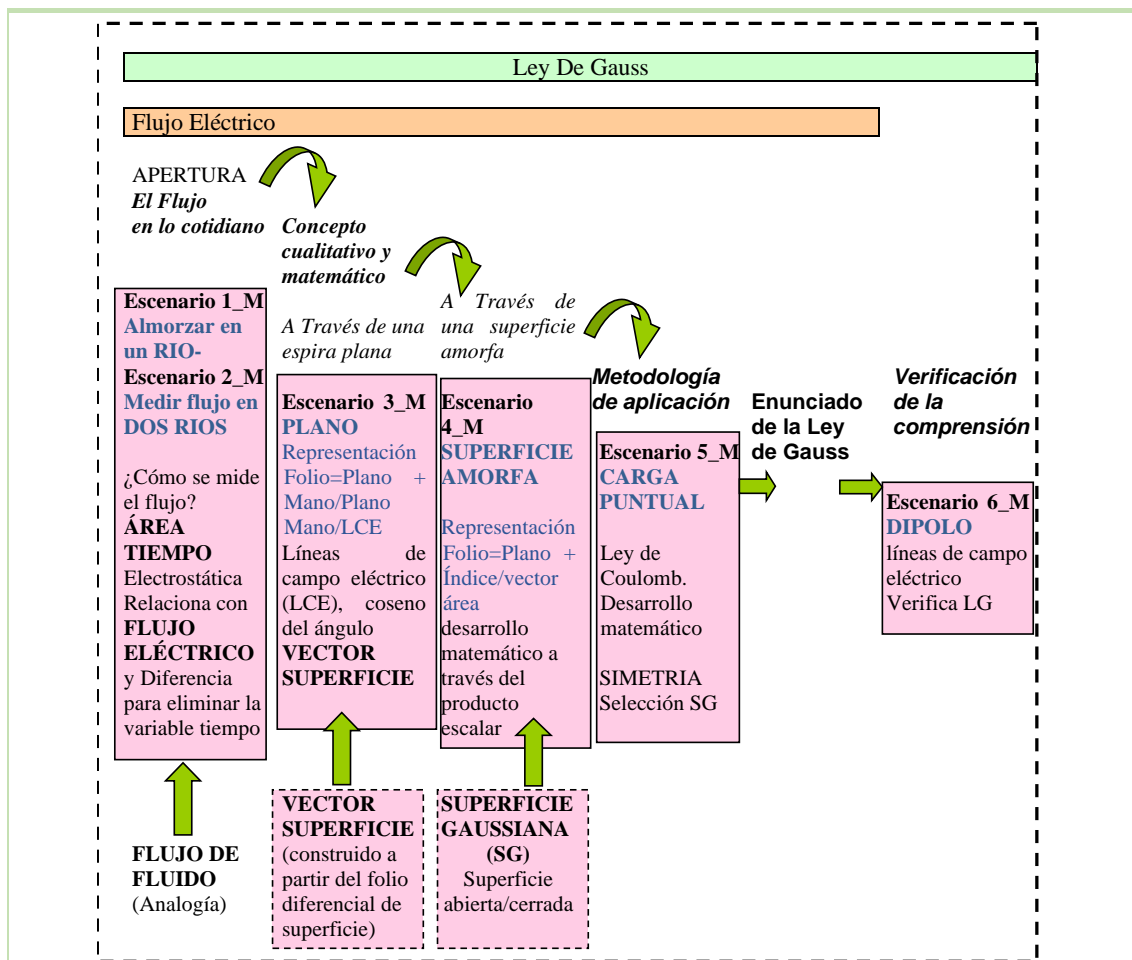 Ley De Gauss
Flujo Eléctrico
APERTURA
El Flujo
en lo cotidiano
Concepto
cualitativo y
matemático
A Través de una
espira plana
A Través de
una superficie
amorfa
Metodología
de aplicación
Enunciado
de la Ley
de Gauss
Verificación
de la
comprensión
Escenario 1_M
Almorzar en
un RIO-
Escenario 2_M
Medir flujo en
DOS RIOS
¿Cómo se mide
el flujo?
ÁREA
TIEMPO
Electrostática
Relaciona con
FLUJO
ELÉCTRICO
y Diferencia
para eliminar la
variable tiempo
Escenario 3_M
PLANO
Representación
Folio=Plano +
Mano/Plano
Mano/LCE
Líneas de
campo eléctrico
(LCE), coseno
del ángulo
VECTOR
SUPERFICIE
Escenario
4_M
SUPERFICIE
AMORFA
Representación
Folio=Plano +
Índice/vector
área
desarrollo
matemático a
través del
producto
escalar
Escenario 5_M
CARGA
PUNTUAL
Ley de
Coulomb.
Desarrollo
matemático
SIMETRIA
Selección SG
Escenario 6_M
DIPOLO
líneas de campo
eléctrico
Verifica LG
FLUJO DE
FLUIDO
(Analogía)
VECTOR
SUPERFICIE
(construido a
partir del folio
diferencial de
superficie)
SUPERFICIE
GAUSSIANA
(SG)
Superficie
abierta/cerrada